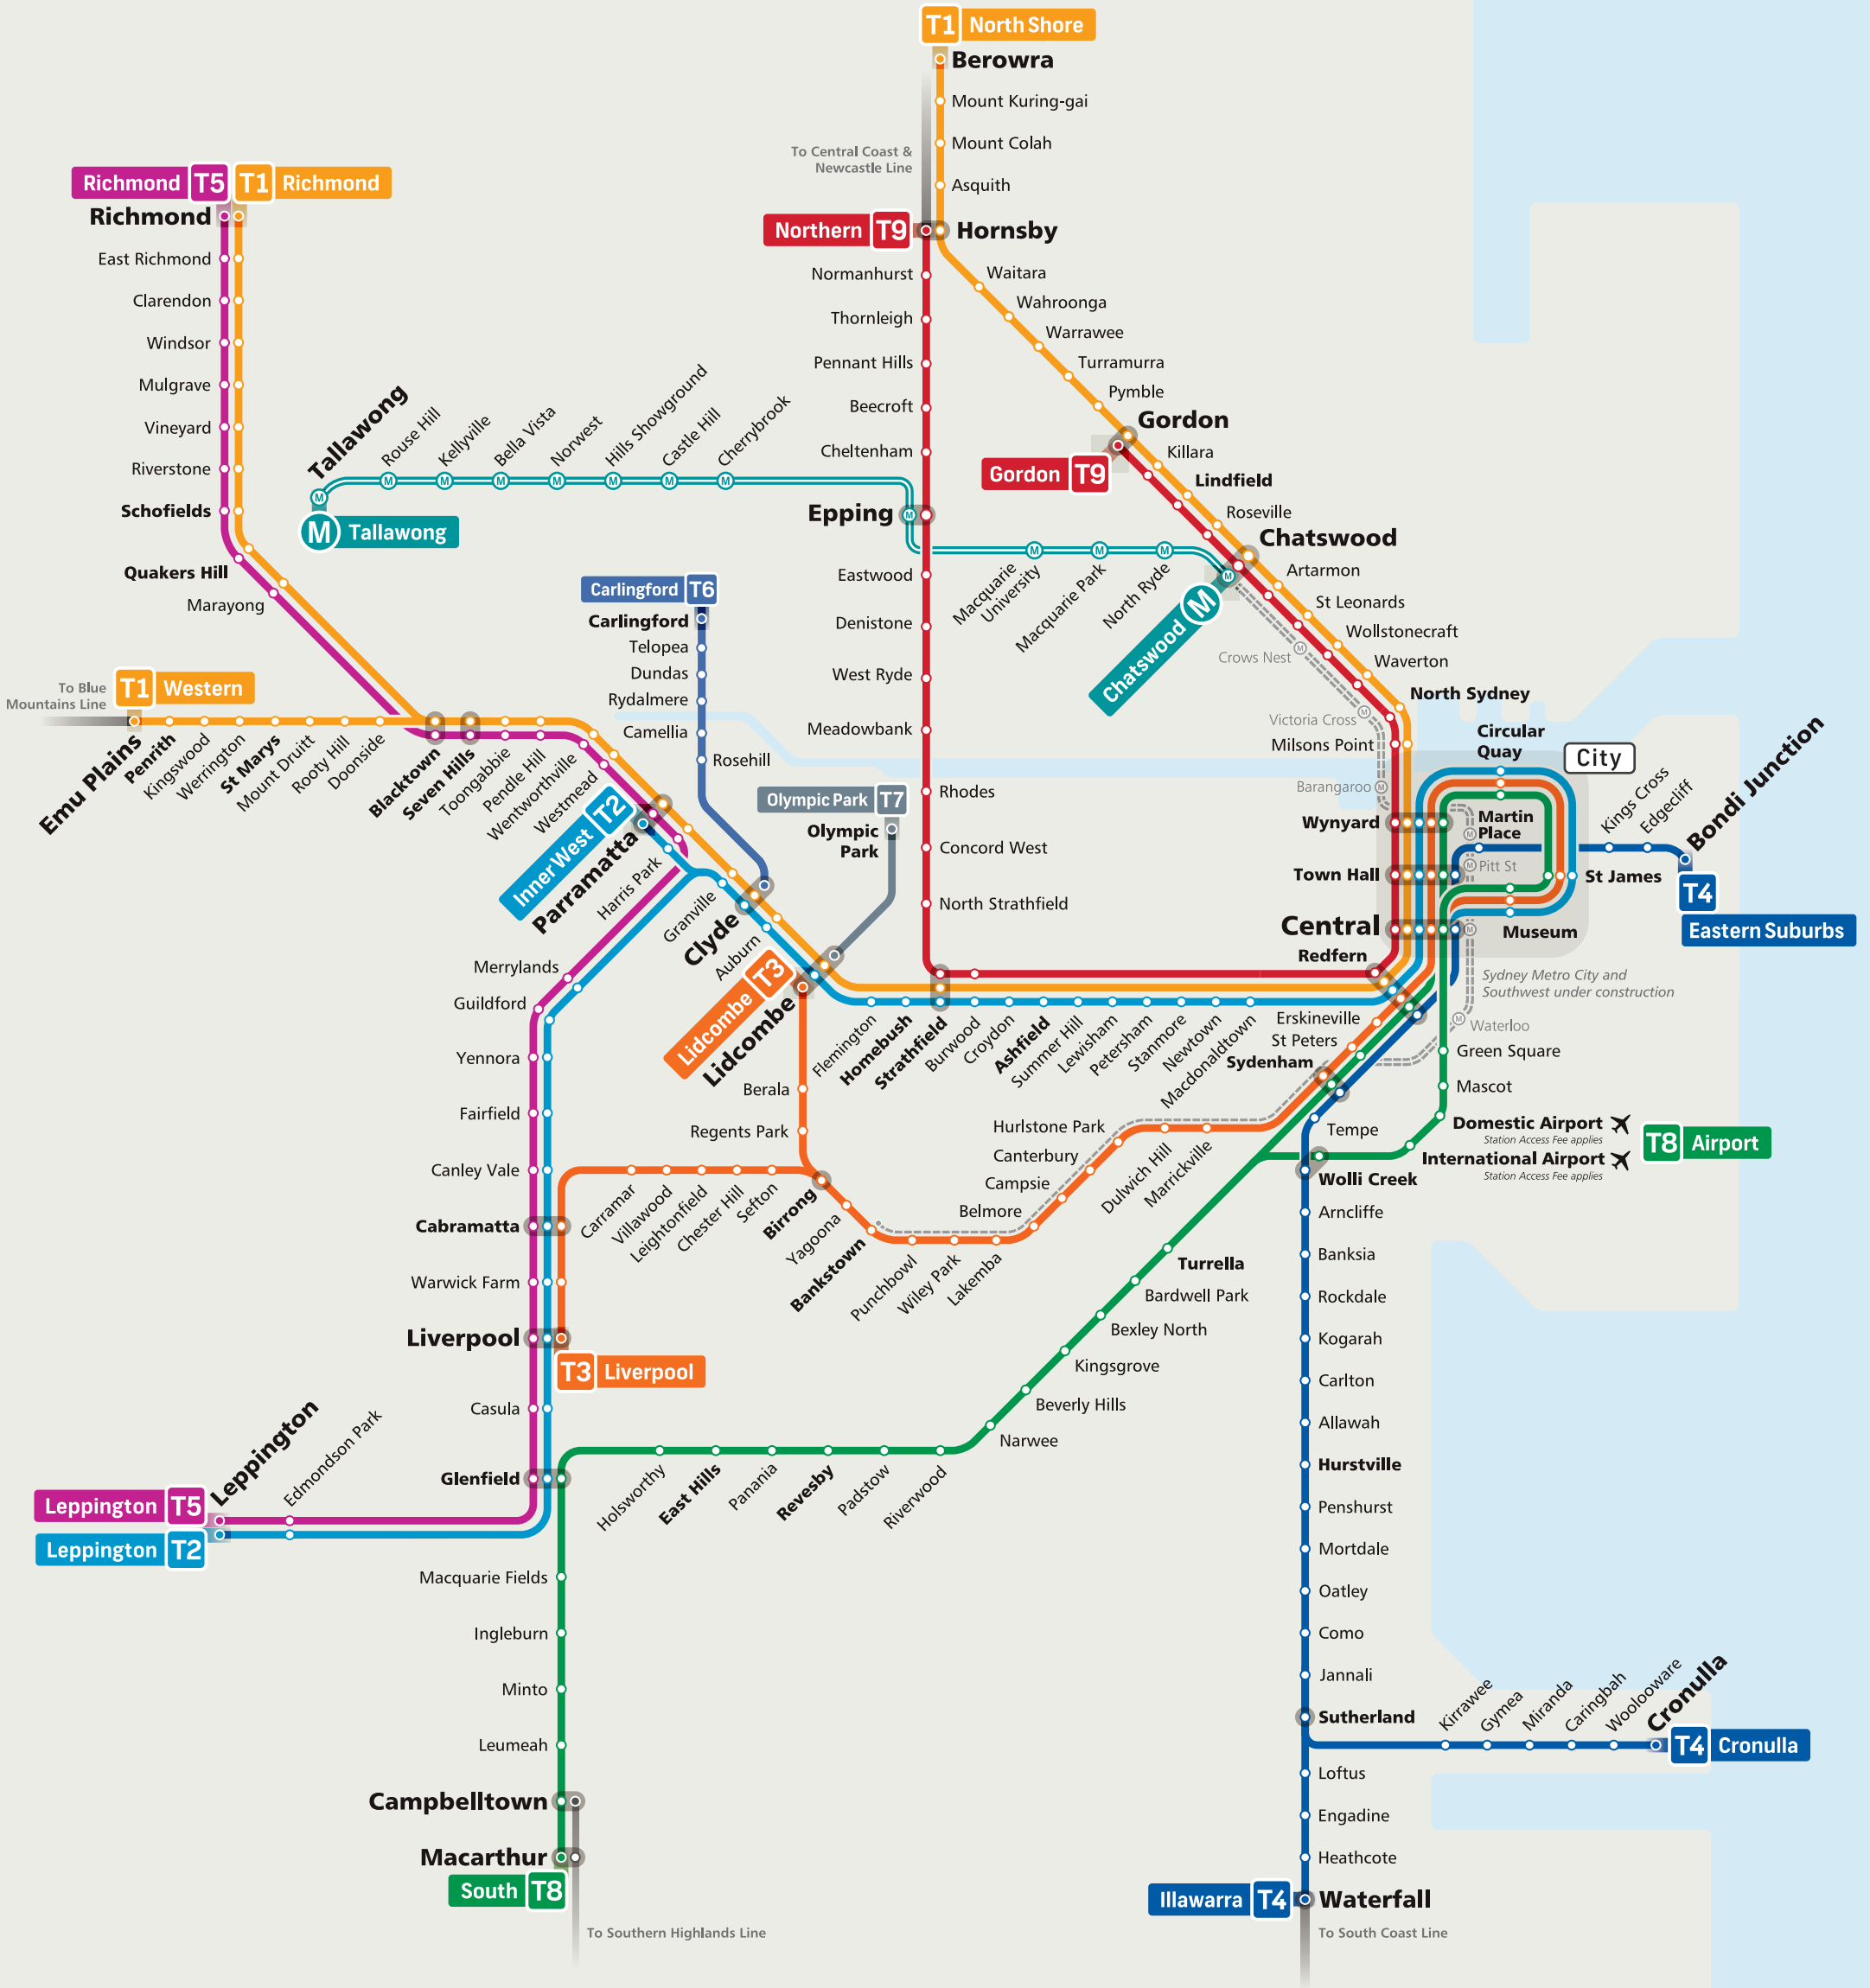 T1 North Shore
Berowra
Mount Kuring-gai
Mount Colah
Asquith
To Central Coast &
Newcastle Line
Northern T9
Hornsby
Richmond T5
T1 Richmond
Richmond
East Richmond
Clarendon
Windsor
Mulgrave
Vineyard
Riverstone
Schofields
Quakers Hill
Marayong
Tallawong
Rouse Hill
Kellyville
Bella Vista
Norwest
Hills Showground
Castle Hill
Cherrybrook
M Tallawong
Normanhurst
Thornleigh
Pennant Hills
Beecroft
Cheltenham
Epping
Eastwood
Denistone
West Ryde
Meadowbank
Rhodes
Concord West
North Strathfield
Waitara
Wahroonga
Warrawee
Turramurra
Pymble
Gordon
Gordon T9
Killara
Lindfield
Roseville
Chatswood
Artarmon
St Leonards
Wollstonecraft
Waverton
North Sydney
Milsons Point
Macquarie
University
Macquarie Park
North Ryde
Chatswood M
Crows Nest
Victoria Cross
Barangaroo
Carlingford T6
Carlingford
Telopea
Dundas
Rydalmere
Camellia
Rosehill
Olympic Park T7
Olympic
Park
To Blue
Mountains Line
T1 Western
Emu Plains
Penrith
Kingswood
Werrington
St Marys
Mount Druitt
Rooty Hill
Doonside
Blacktown
Seven Hills
Toongabbie
Pendle Hill
Wentworthville
Westmead
Inner West T2
Parramatta
Harris Park
Granville
Clyde
Auburn
Lidcombe T3
Lidcombe
Flemington
Homebush
Strathfield
Burwood
Croydon
Ashfield
Summer Hill
Lewisham
Petersham
Stanmore
Newtown
Macdonaldtown
Circular
Quay
City
Wynyard
Martin
Place
Pitt St
Town Hall
St James
Central
Museum
Redfern
Kings Cross
Edgecliff
Bondi Junction
T4
Eastern Suburbs
Sydney Metro City and
Southwest under construction
Waterloo
Erskineville
St Peters
Sydenham
Green Square
Mascot
Domestic Airport
Station Access Fee applies
International Airport
Station Access Fee applies
T8 Airport
Tempe
Wolli Creek
Merrylands
Guildford
Yennora
Fairfield
Canley Vale
Cabramatta
Warwick Farm
Liverpool
T3 Liverpool
Casula
Glenfield
Leppington
Edmondson Park
Leppington T5
Leppington T2
Berala
Regents Park
Carramar
Villawood
Leightonfield
Chester Hill
Sefton
Birrong
Yagoona
Bankstown
Punchbowl
Wiley Park
Lakemba
Belmore
Campsie
Canterbury
Hurlstone Park
Dulwich Hill
Marrickville
Turrella
Bardwell Park
Bexley North
Kingsgrove
Beverly Hills
Narwee
Riverwood
Padstow
Revesby
Panania
East Hills
Holsworthy
Macquarie Fields
Ingleburn
Minto
Leumeah
Campbelltown
Macarthur
South T8
To Southern Highlands Line
Arncliffe
Banksia
Rockdale
Kogarah
Carlton
Allawah
Hurstville
Penshurst
Mortdale
Oatley
Como
Jannali
Sutherland
Kirrawee
Gymea
Miranda
Caringbah
Woolooware
Cronulla
T4 Cronulla
Loftus
Engadine
Heathcote
Illawarra T4
Waterfall
To South Coast Line